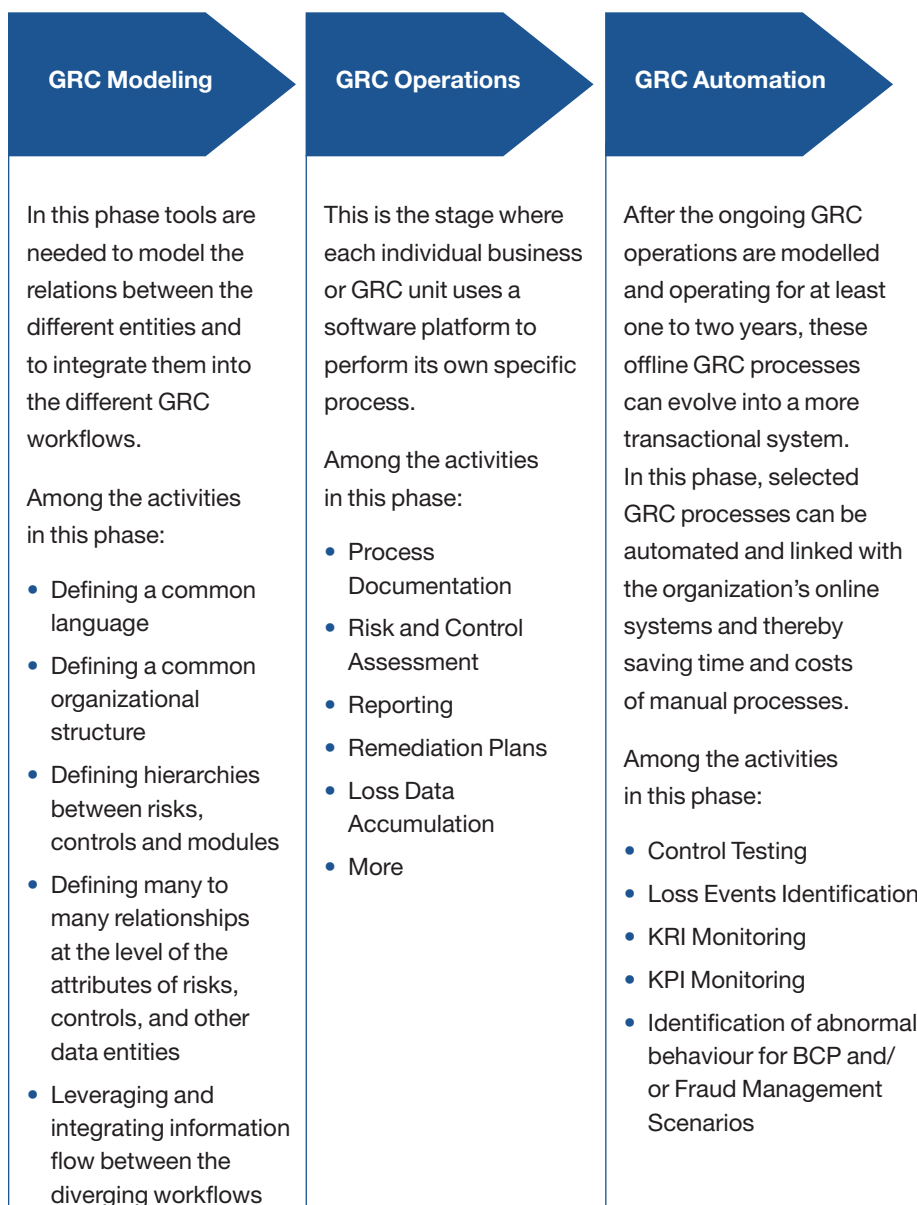 GRC Modeling
In this phase tools are
needed to model the
relations between the
different entities and
to integrate them into
the different GRC
workflows.
Among the activities
in this phase:
• Defining a common
language
• Defining a common
organizational
structure
• Defining hierarchies
between risks,
controls and modules
• Defining many to
many relationships
at the level of the
attributes of risks,
controls, and other
data entities
• Leveraging and
integrating information
flow between the
diverging workflows
GRC Operations
This is the stage where
each individual business
or GRC unit uses a
software platform to
perform its own specific
process.
Among the activities
in this phase:
• Process
Documentation
• Risk and Control
Assessment
• Reporting
• Remediation Plans
• Loss Data
Accumulation
• More
GRC Automation
After the ongoing GRC
operations are modelled
and operating for at least
one to two years, these
offline GRC processes
can evolve into a more
transactional system.
In this phase, selected
GRC processes can be
automated and linked with
the organization’s online
systems and thereby
saving time and costs
of manual processes.
Among the activities
in this phase:
• Control Testing
• Loss Events Identification
• KRI Monitoring
• KPI Monitoring
• Identification of abnormal
behaviour for BCP and/
or Fraud Management
Scenarios